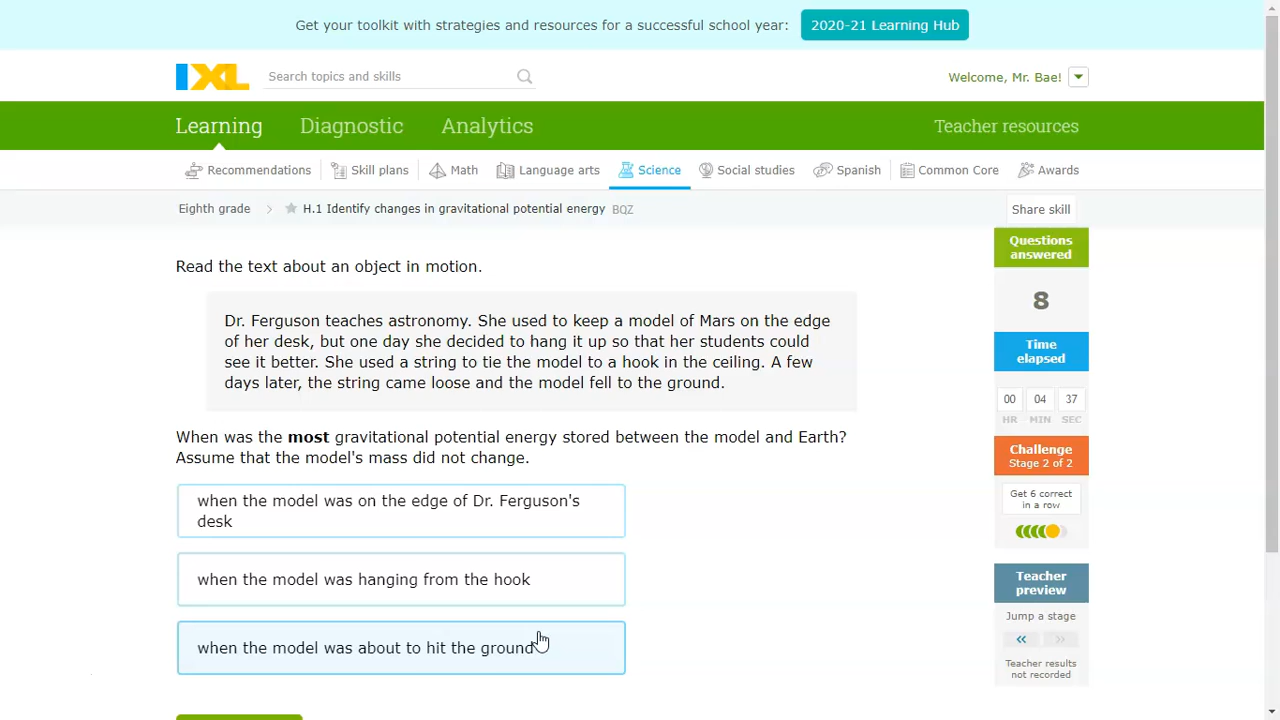 Get your toolkit with strategies and resources for a successful school year: 2020-21 Learning Hub
IXL Search topics and skills Welcome, Mr. Bae!
Learning Diagnostic Analytics Teacher resources
Recommendations Skill plans Math Language arts Science Social studies Spanish Common Core Awards
Eighth grade > H.1 Identify changes in gravitational potential energy BQZ Share skill
Read the text about an object in motion.
Dr. Ferguson teaches astronomy. She used to keep a model of Mars on the edge
of her desk, but one day she decided to hang it up so that her students could
see it better. She used a string to tie the model to a hook in the ceiling. A few
days later, the string came loose and the model fell to the ground.
When was the most gravitational potential energy stored between the model and Earth?
Assume that the model's mass did not change.
when the model was on the edge of Dr. Ferguson's
desk
when the model was hanging from the hook
when the model was about to hit the ground
Questions
answered
8
Time
elapsed
00 04 37
HR MIN SEC
Challenge
Stage 2 of 2
Get 6 correct
in a row
Teacher
preview
Jump a stage
<< >>
Teacher results
not recorded